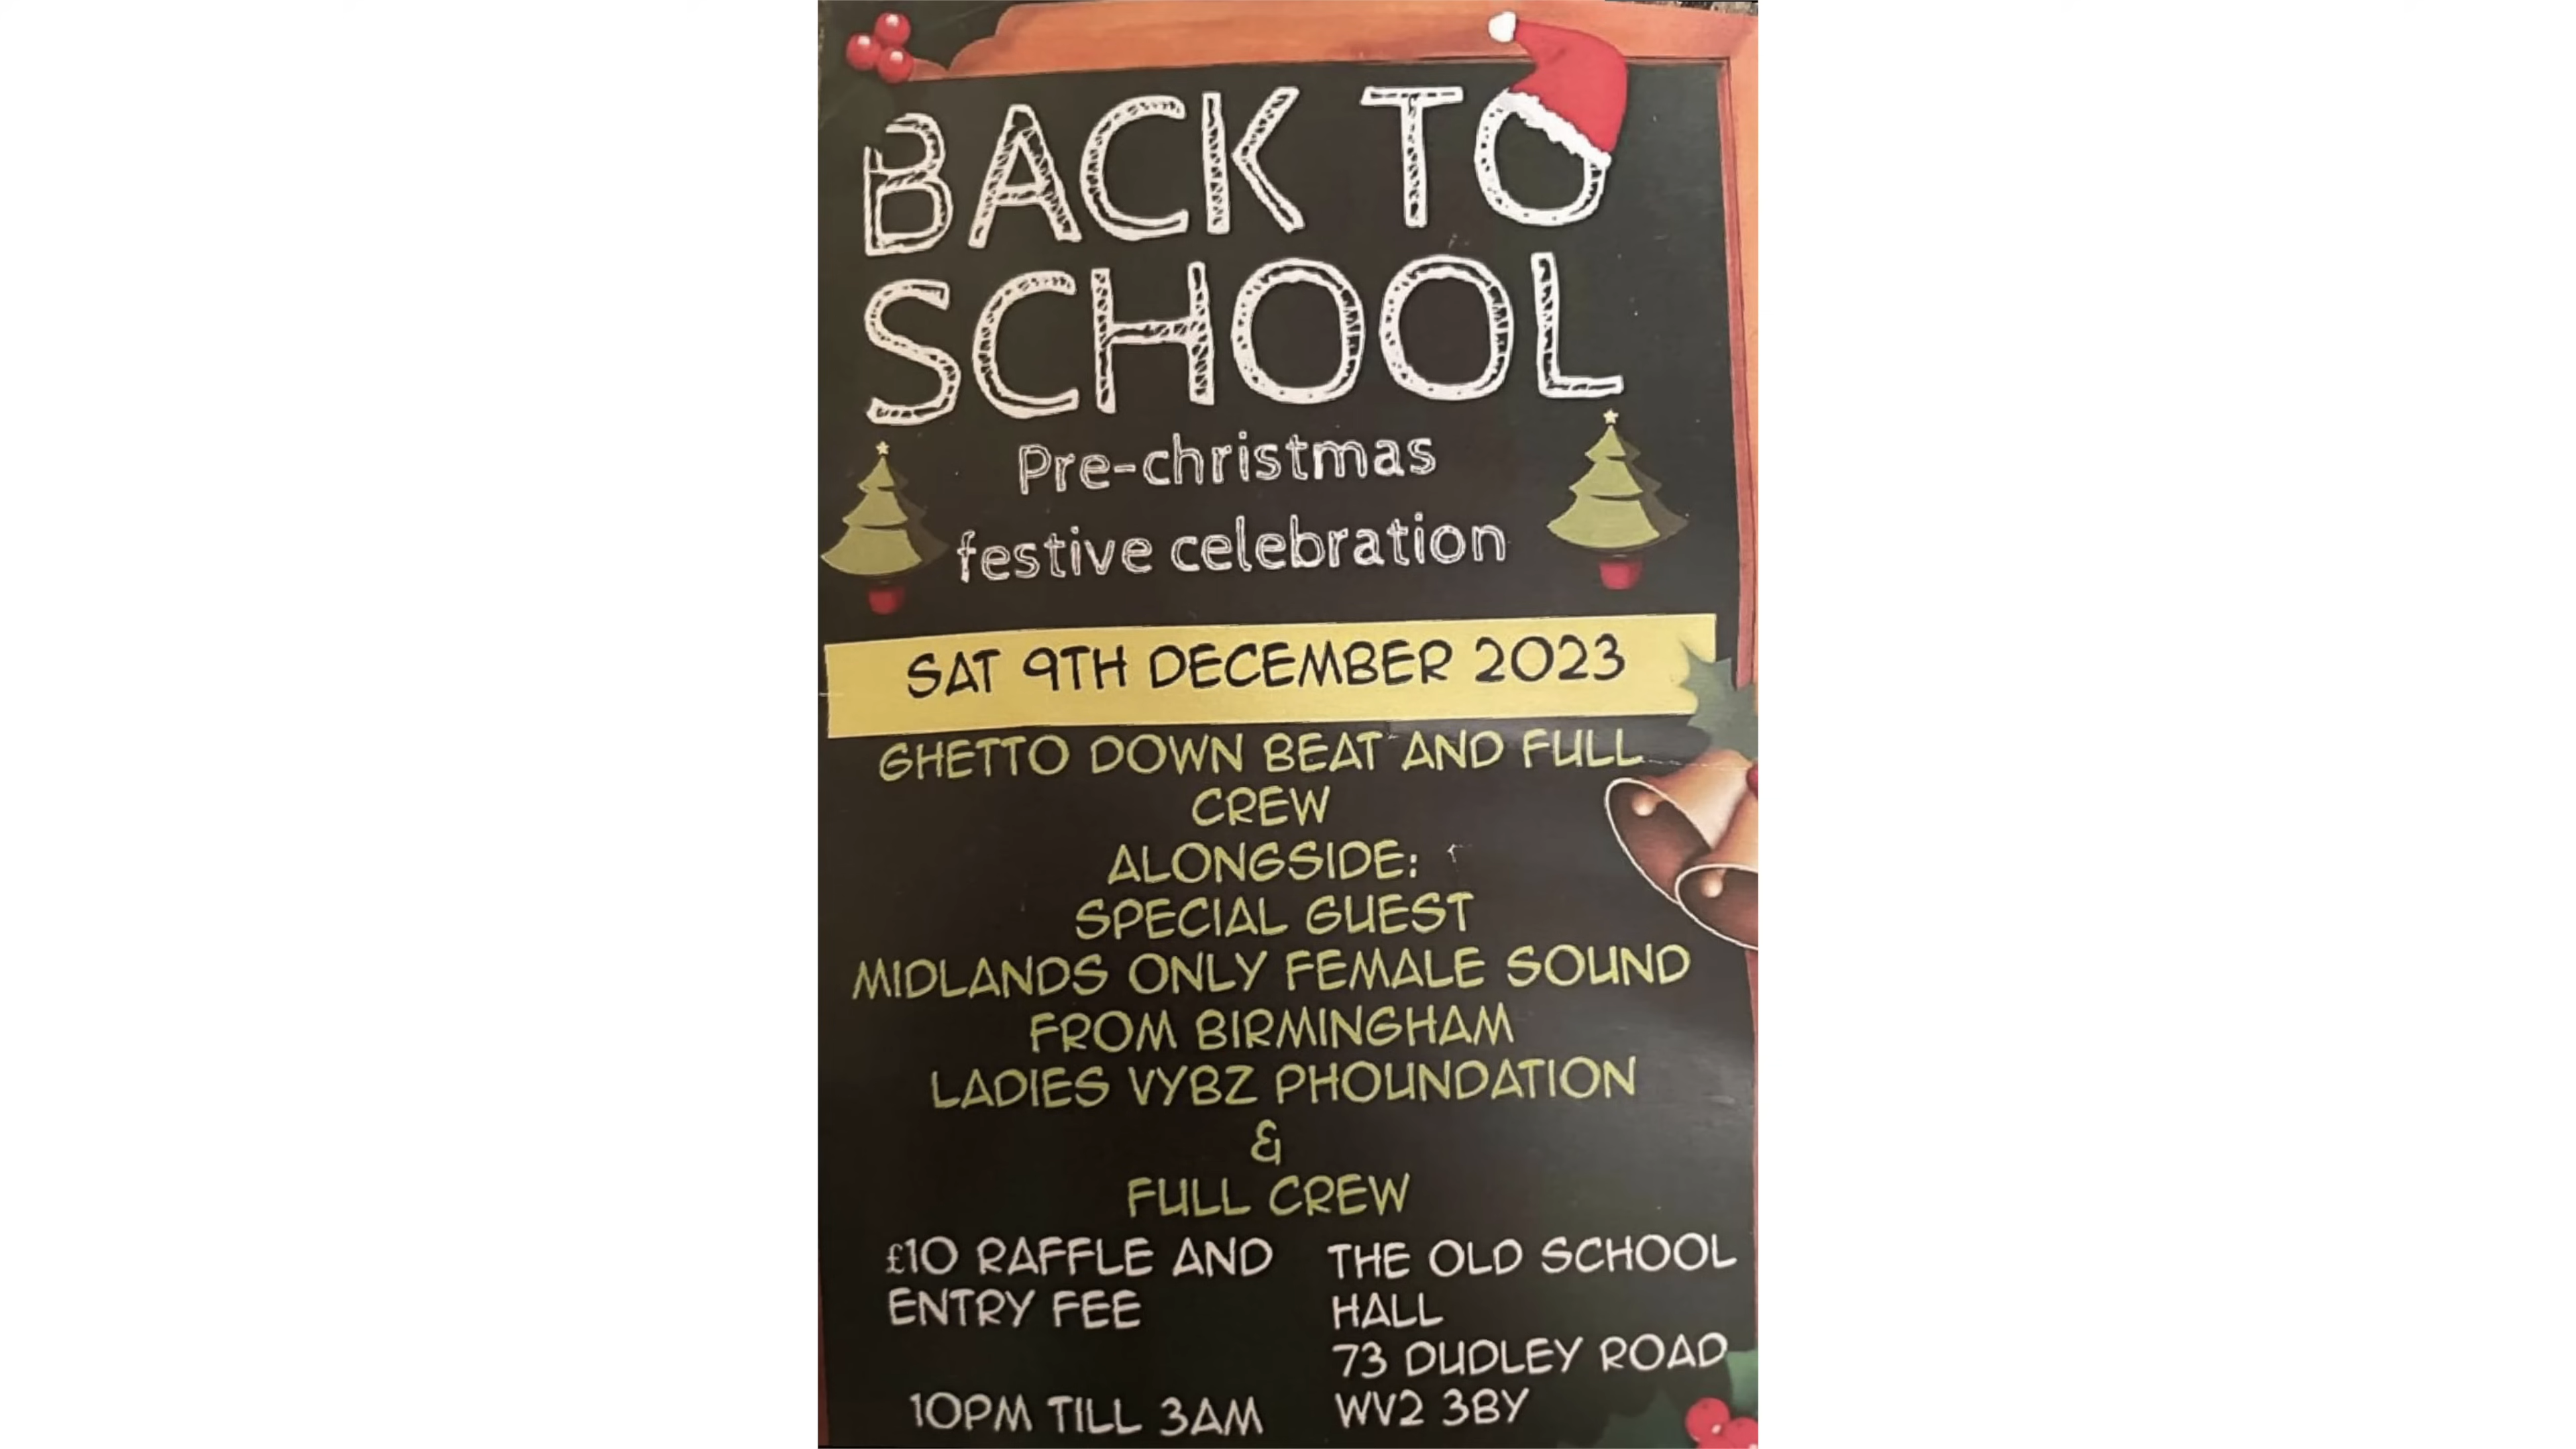 BACK TO
SCHOOL
Pre-christmas
festive celebration
SAT 9TH DECEMBER 2023
GHETTO DOWN BEAT AND FULL
CREW
ALONGSIDE:
SPECIAL GUEST
MIDLANDS ONLY FEMALE SOUND
FROM BIRMINGHAM
LADIES VYBZ PHOUNDATION
&
FULL CREW
£10 RAFFLE AND
ENTRY FEE
10PM TILL 3AM
THE OLD SCHOOL
HALL
73 DUDLEY ROAD
WV2 3BY